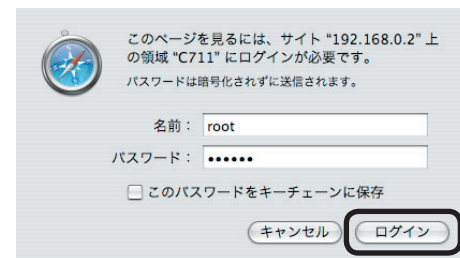 このページを見るには、サイト “192.168.0.2” 上
の領域 “C711” にログインが必要です。
パスワードは暗号化されずに送信されます。
名前： root
パスワード： ••••••
このパスワードをキーチェーンに保存
キャンセル ログイン